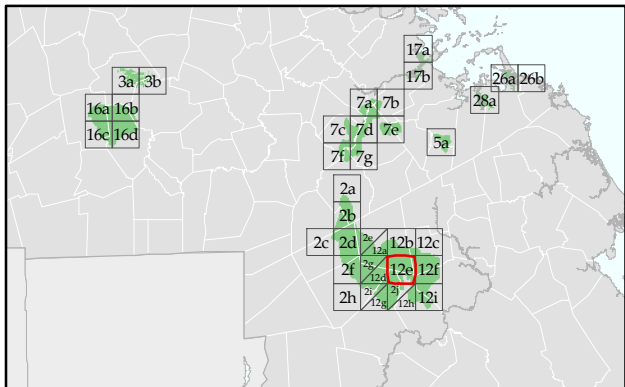 17a
17b
26a 26b
28a
3a 3b
16a 16b
16c 16d
7a 7b
7c 7d 7e
7f 7g
5a
2a
2b
2c 2d 2e 12a 12b 12c
2f 2g 12d 12e 12f
2h 2i 12g 2j 12h 12i